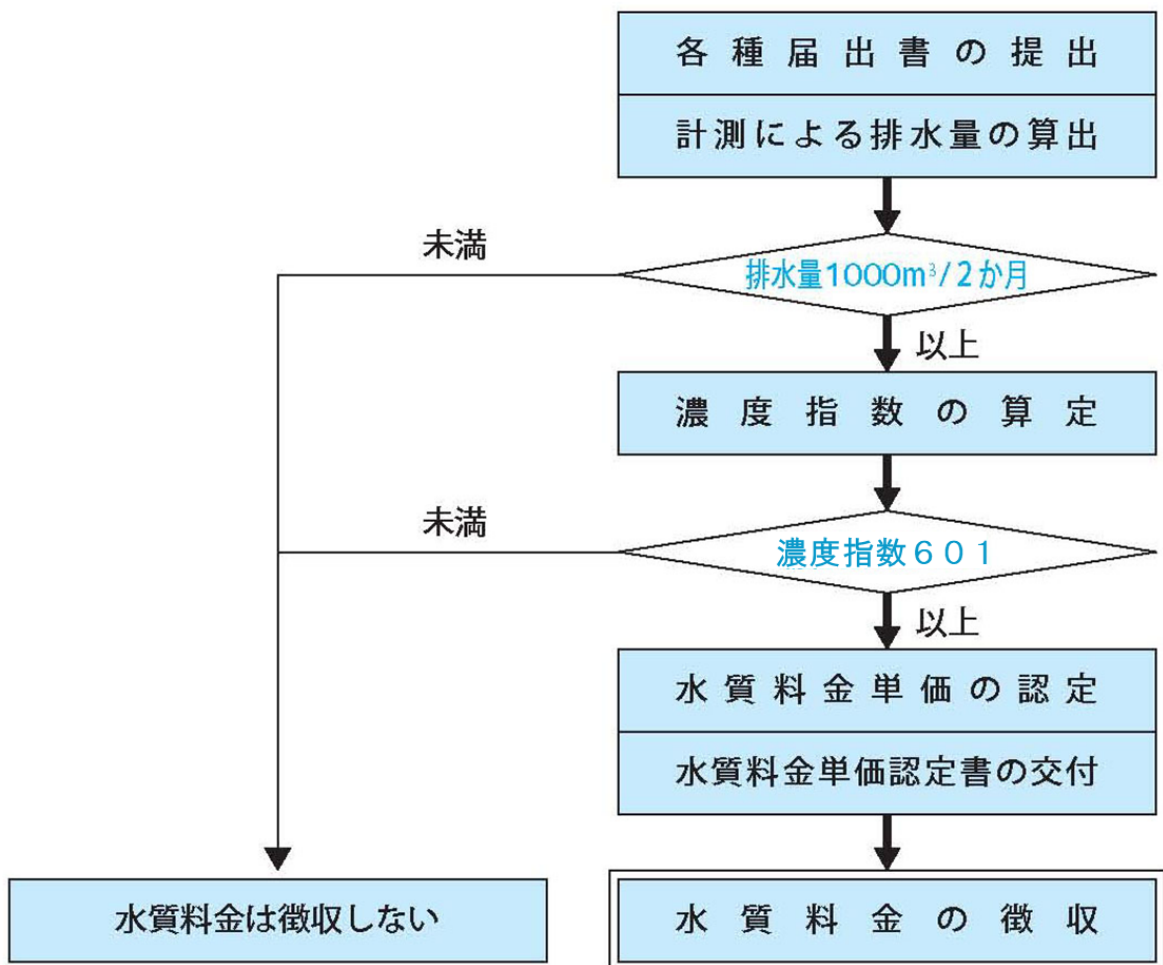 各種届出書の提出
計測による排水量の算出
未満
排水量1000m³/2か月
以上
濃度指数の算定
未満
濃度指数601
以上
水質料金単価の認定
水質料金単価認定書の交付
水質料金は徴収しない
水質料金の徴収